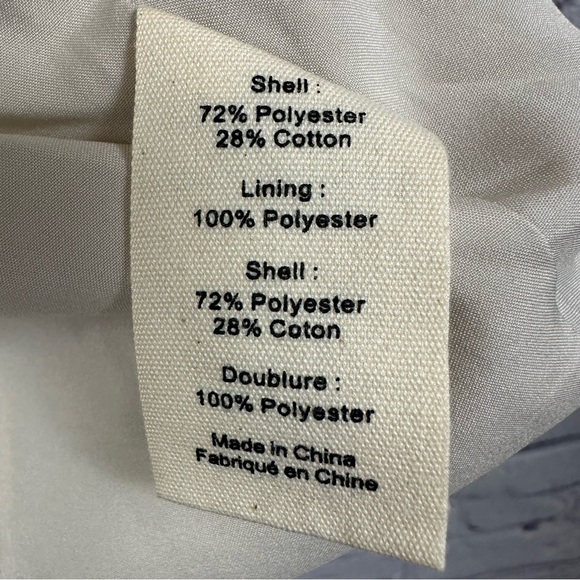 Shell :
72% Polyester
28% Cotton
Lining :
100% Polyester
Shell :
72% Polyester
28% Coton
Doublure :
100% Polyester
Made in China
Fabriqué en Chine